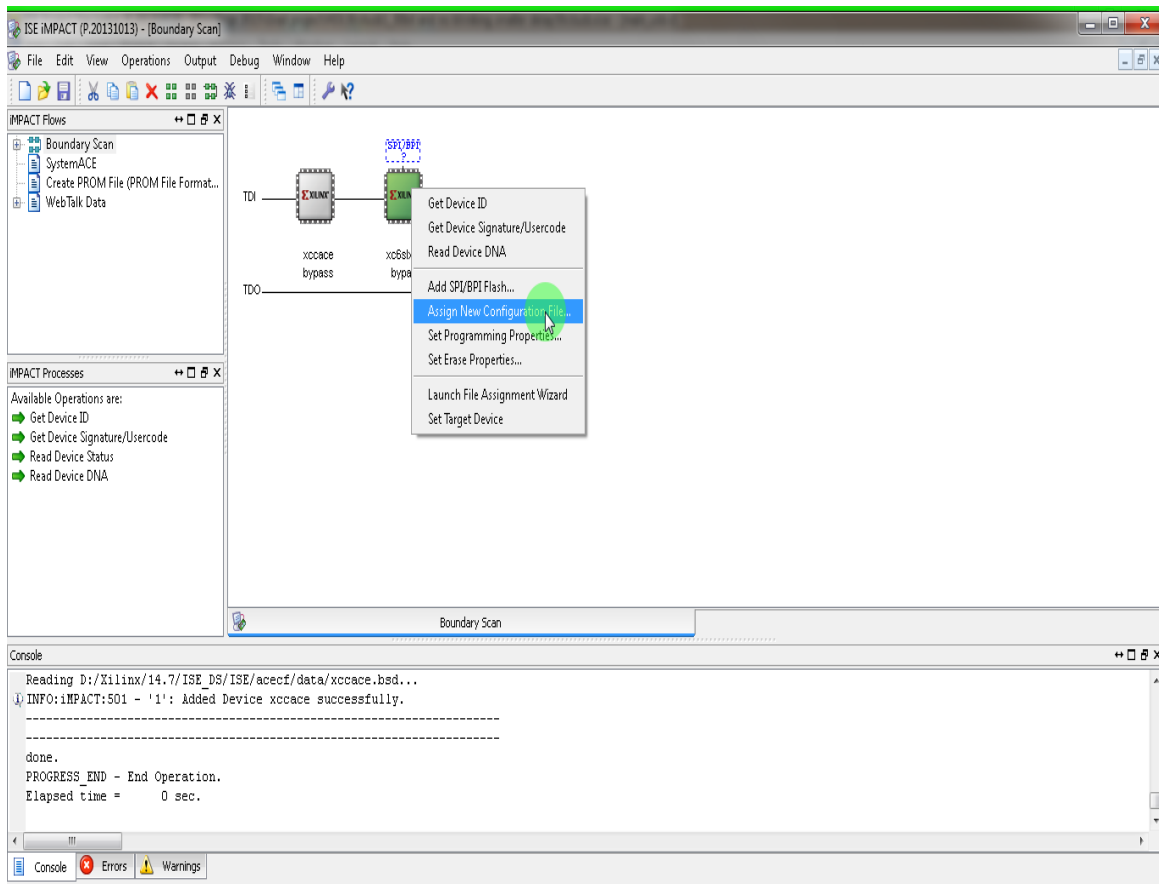 ISE iMPACT (P.20131013) - [Boundary Scan]
File Edit View Operations Output Debug Window Help
iMPACT Flows
Boundary Scan
SystemACE
Create PROM File (PROM File Format...
WebTalk Data
SPI/BPI
?
TDI
XILINX
xccace
bypass
TDO
Get Device ID
Get Device Signature/Usercode
Read Device DNA
Add SPI/BPI Flash...
Assign New Configuration File...
Set Programming Properties...
Set Erase Properties...
Launch File Assignment Wizard
Set Target Device
iMPACT Processes
Available Operations are:
Get Device ID
Get Device Signature/Usercode
Read Device Status
Read Device DNA
Boundary Scan
Console
Reading D:/Xilinx/14.7/ISE_DS/ISE/acecf/data/xccace.bsd...
INFO:iMPACT:501 - '1': Added Device xccace successfully.
----------------------------------------------------------------------
----------------------------------------------------------------------
done.
PROGRESS_END - End Operation.
Elapsed time =      0 sec.
Console Errors Warnings